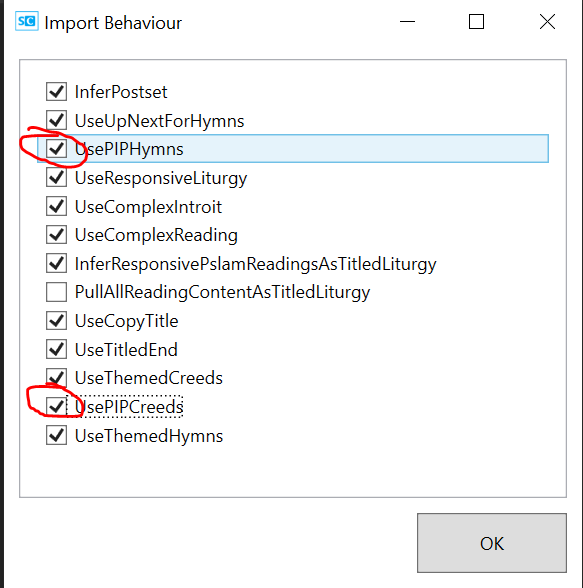 SC Import Behaviour
InferPostset
UseUpNextForHymns
UsePIPHymns
UseResponsiveLiturgy
UseComplexIntroit
UseComplexReading
InferResponsivePslamReadingsAsTitledLiturgy
PullAllReadingContentAsTitledLiturgy
UseCopyTitle
UseTitledEnd
UseThemedCreeds
UsePIPCreeds
UseThemedHymns
OK